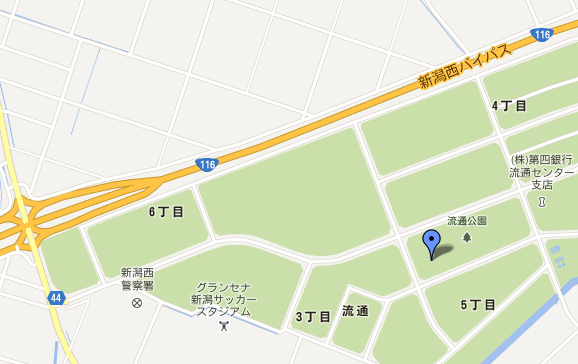 116
新潟西バイパス
4丁目
(株)第四銀行
流通センター
支店
116
6丁目
流通公園
新潟西
警察署
グランセナ
新潟サッカー
スタジアム
44
3丁目
流通
5丁目